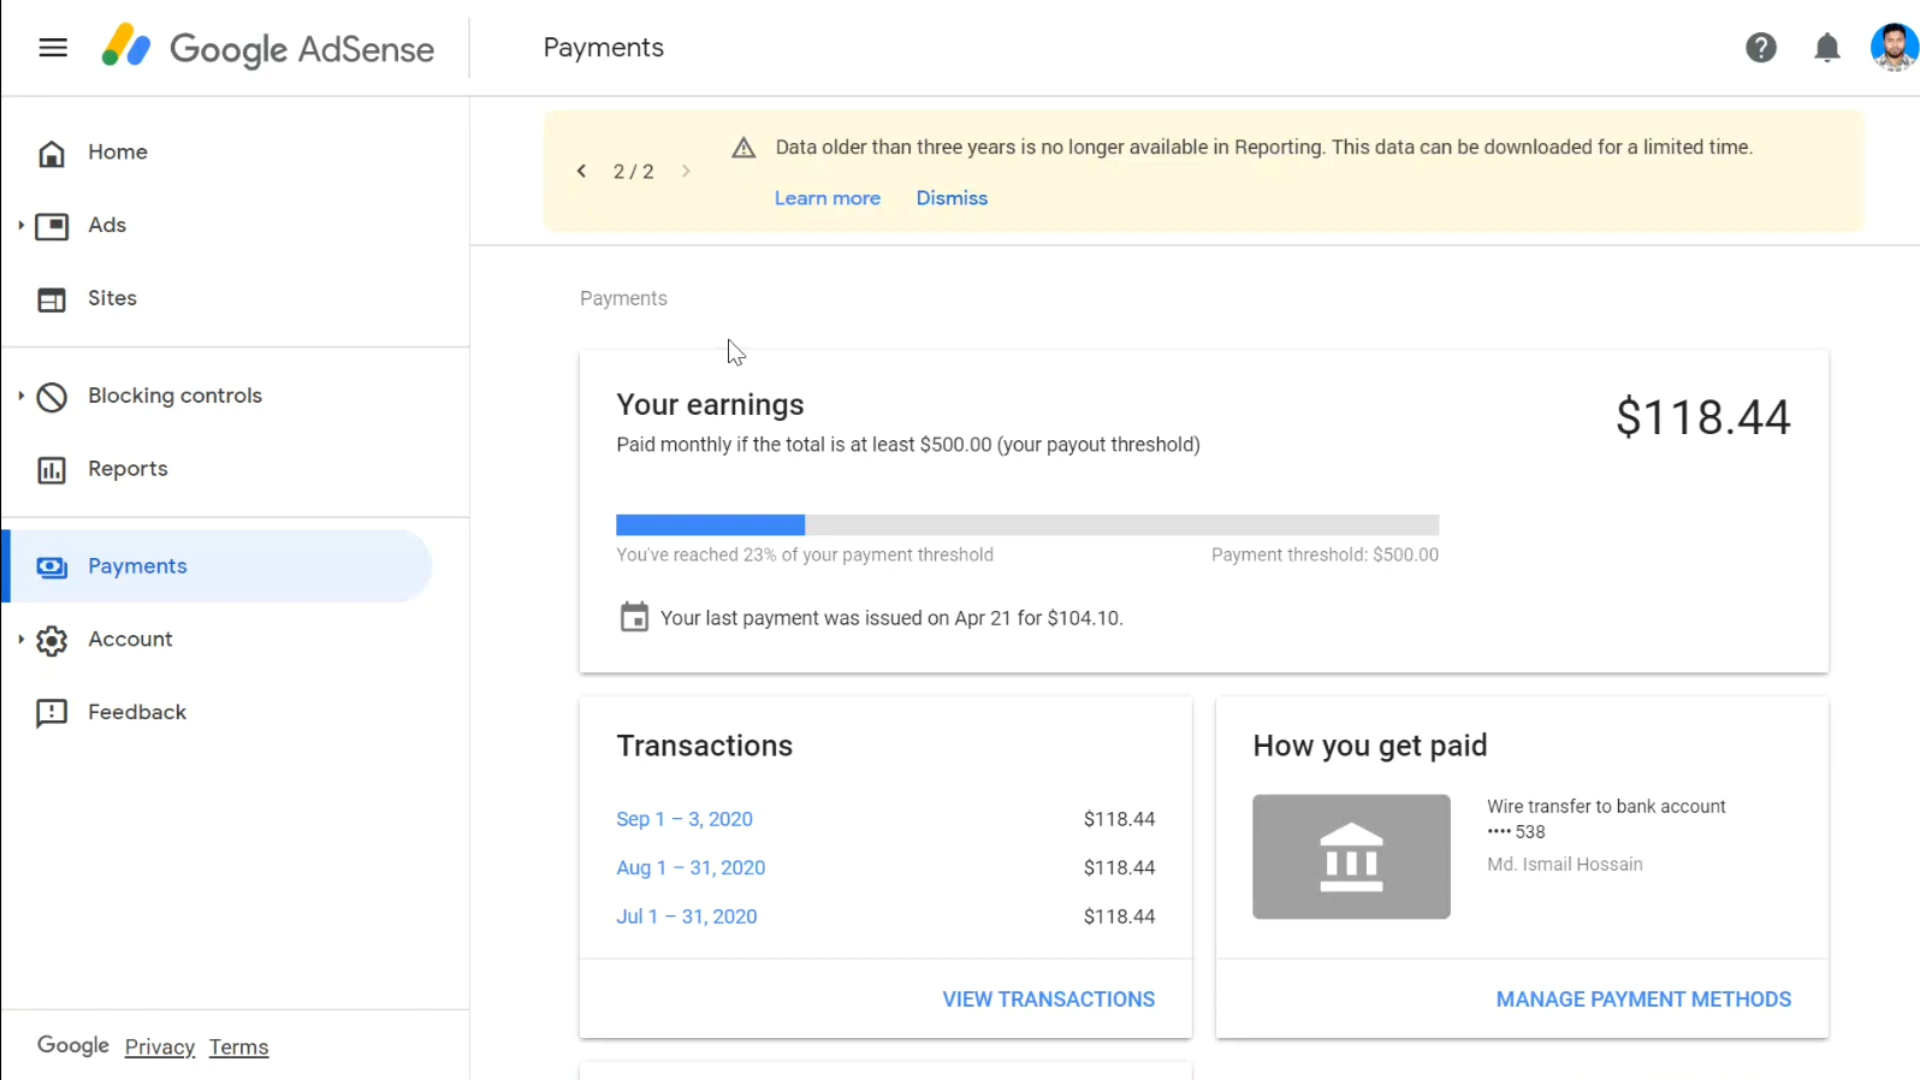 Google AdSense
Payments
Home
Ads
Sites
Blocking controls
Reports
Payments
Account
Feedback
Google Privacy Terms
2 / 2
Data older than three years is no longer available in Reporting. This data can be downloaded for a limited time.
Learn more Dismiss
Payments
Your earnings
$118.44
Paid monthly if the total is at least $500.00 (your payout threshold)
You've reached 23% of your payment threshold
Payment threshold: $500.00
Your last payment was issued on Apr 21 for $104.10.
Transactions
Sep 1 – 3, 2020 $118.44
Aug 1 – 31, 2020 $118.44
Jul 1 – 31, 2020 $118.44
VIEW TRANSACTIONS
How you get paid
Wire transfer to bank account
•••• 538
Md. Ismail Hossain
MANAGE PAYMENT METHODS